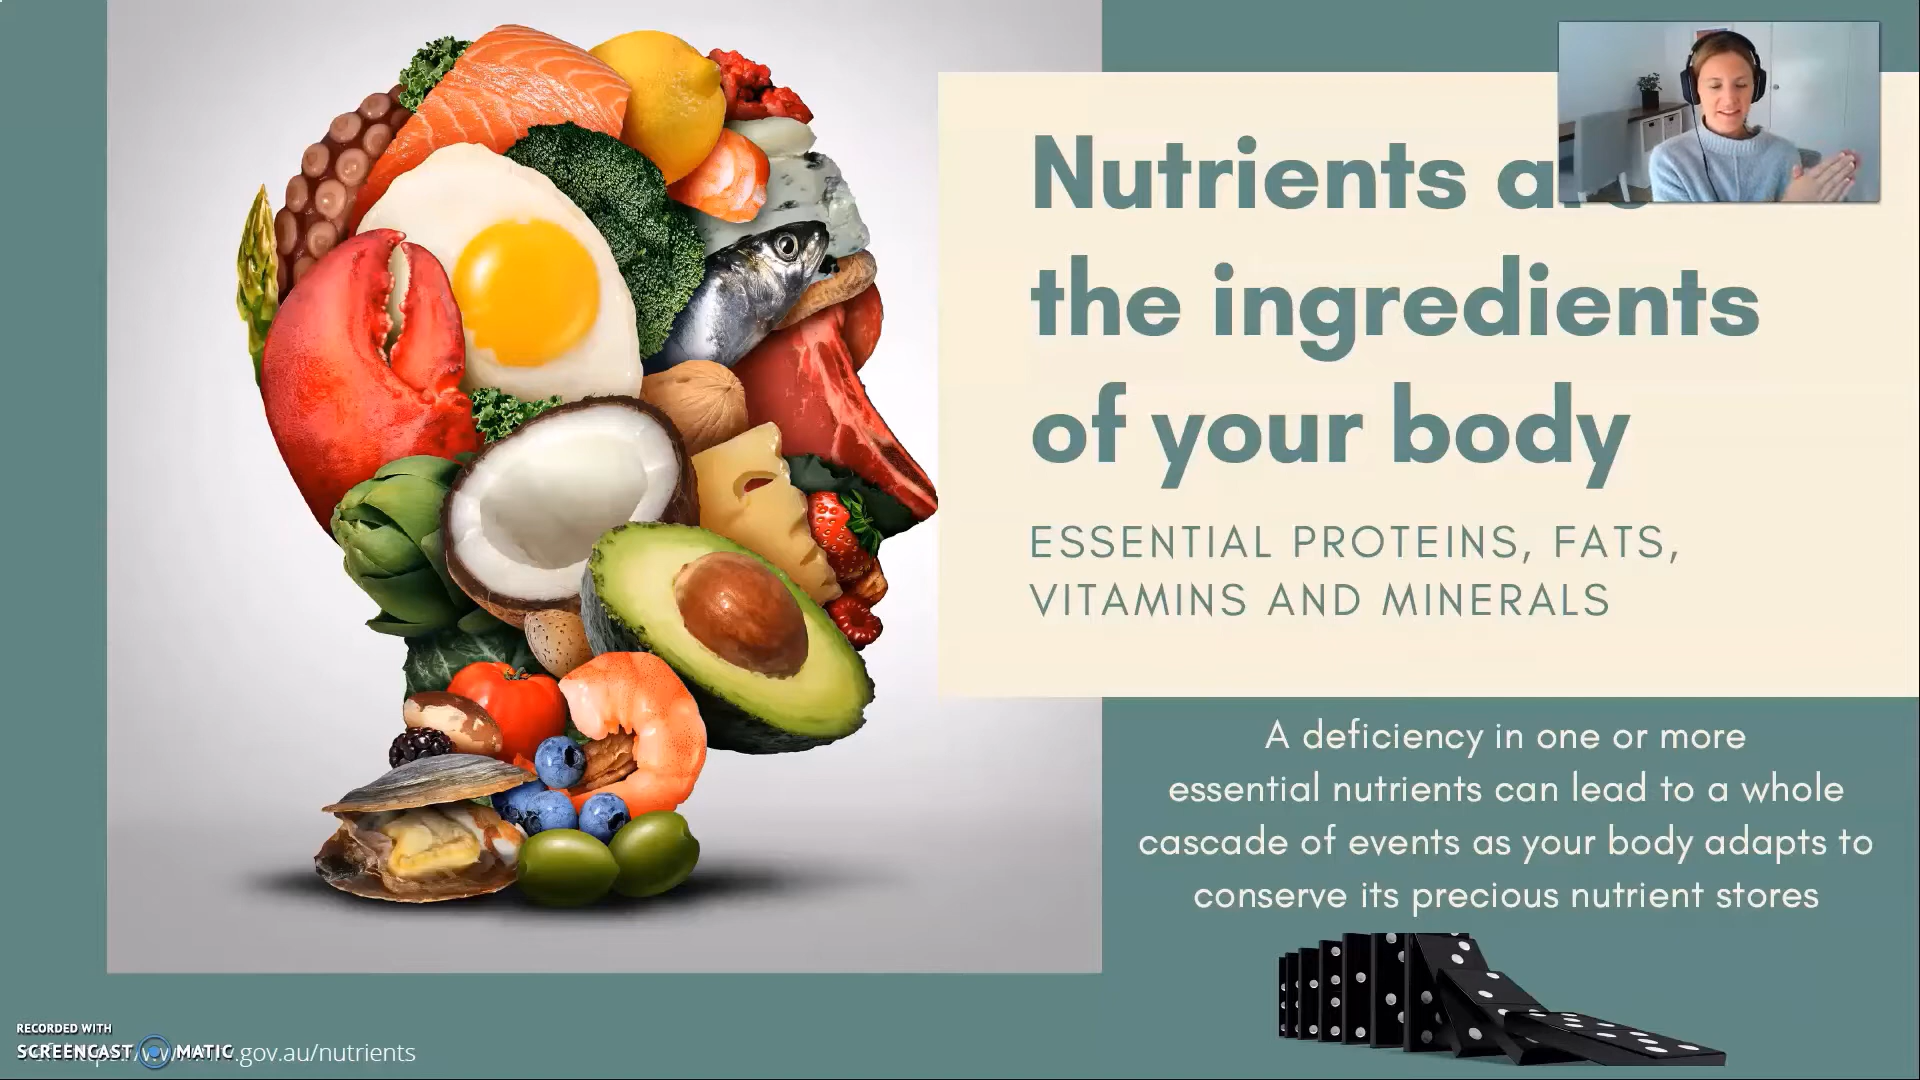 Nutrients are
the ingredients
of your body
ESSENTIAL PROTEINS, FATS,
VITAMINS AND MINERALS
A deficiency in one or more
essential nutrients can lead to a whole
cascade of events as your body adapts to
conserve its precious nutrient stores
RECORDED WITH
SCREENCAST MATIC
.gov.au/nutrients